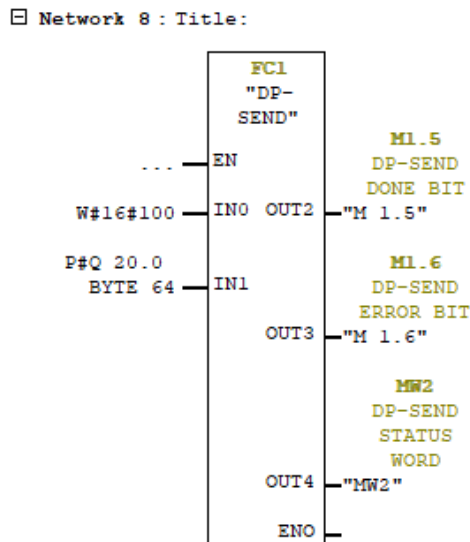 Network 8 : Title:
FC1
"DP-
SEND"
... EN
M1.5
DP-SEND
DONE BIT
W#16#100 IN0 OUT2 "M 1.5"
P#Q 20.0
BYTE 64 IN1
M1.6
DP-SEND
ERROR BIT
OUT3 "M 1.6"
MW2
DP-SEND
STATUS
WORD
OUT4 "MW2"
ENO